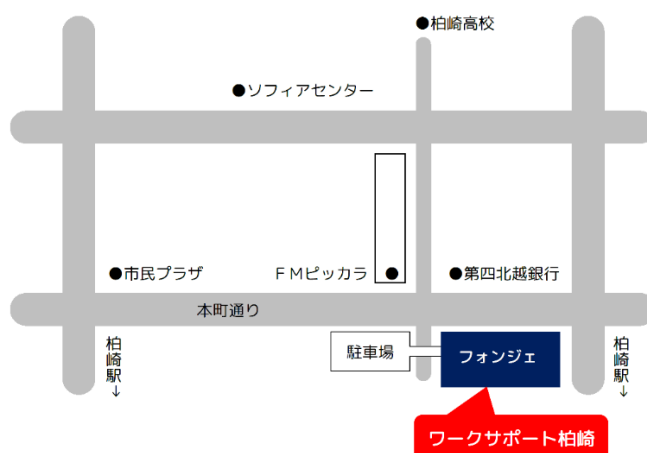 ●柏崎高校
●ソフィアセンター
●市民プラザ
ＦＭピッカラ ●
●第四北越銀行
本町通り
柏崎駅→
駐車場
フォンジェ
柏崎駅→
ワークサポート柏崎